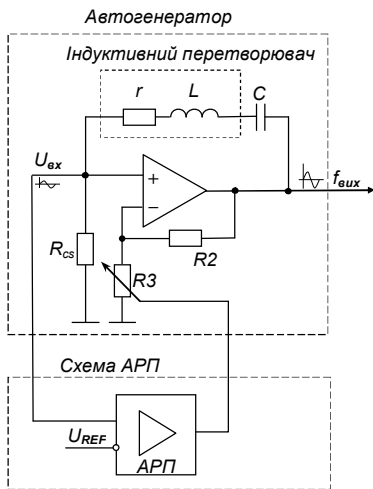 Автогенератор
Індуктивний перетворювач
r L C
Uвх
+
fвих
−
Rcs
R2
R3
Схема АРП
UREF
АРП